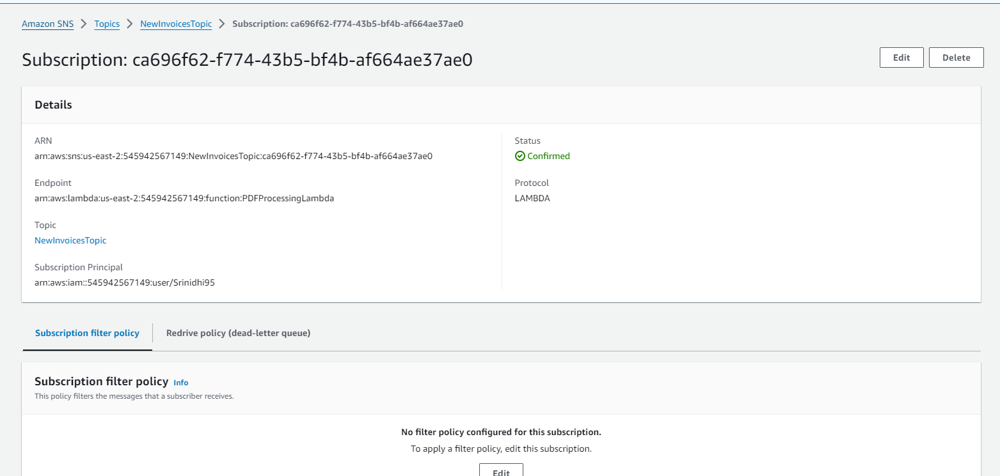 Amazon SNS > Topics > NewInvoicesTopic > Subscription: ca696f62-f774-43b5-bf4b-af664ae37ae0
Subscription: ca696f62-f774-43b5-bf4b-af664ae37ae0
Edit
Delete
Details
ARN
arn:aws:sns:us-east-2:545942567149:NewInvoicesTopic:ca696f62-f774-43b5-bf4b-af664ae37ae0
Endpoint
arn:aws:lambda:us-east-2:545942567149:function:PDFProcessingLambda
Topic
NewInvoicesTopic
Subscription Principal
arn:aws:iam::545942567149:user/Srinidhi95
Status
Confirmed
Protocol
LAMBDA
Subscription filter policy
Redrive policy (dead-letter queue)
Subscription filter policy Info
This policy filters the messages that a subscriber receives.
No filter policy configured for this subscription.
To apply a filter policy, edit this subscription.
Edit